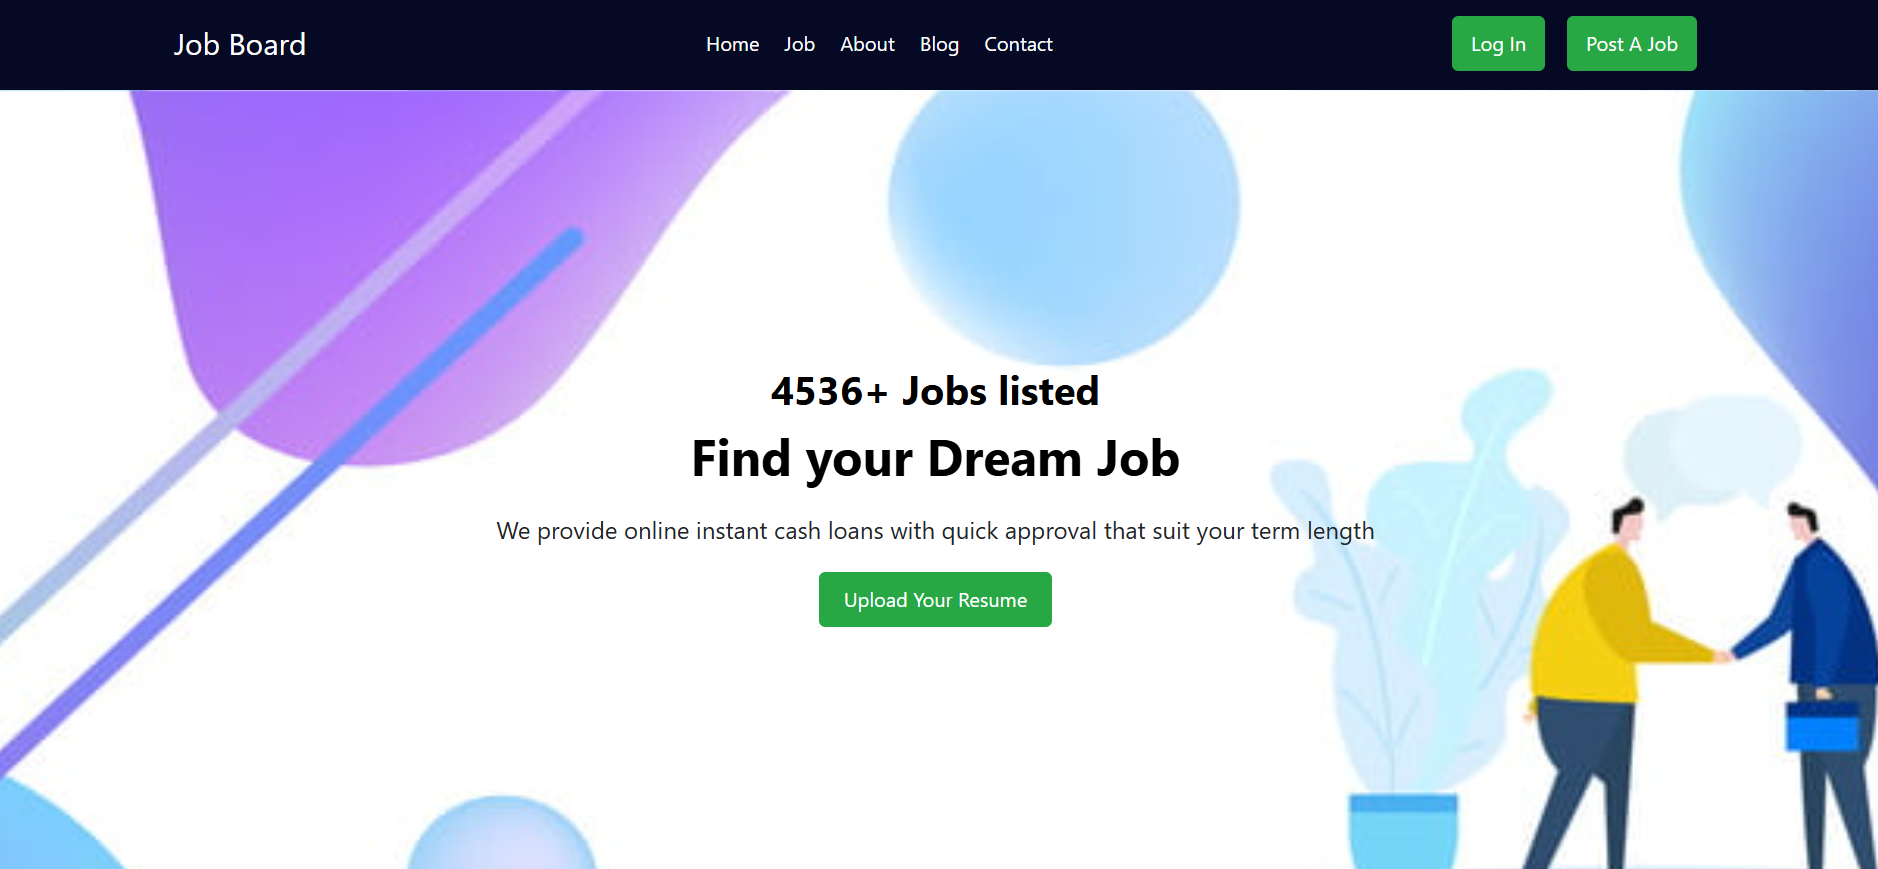 Job Board
Home Job About Blog Contact
Log In
Post A Job
4536+ Jobs listed
Find your Dream Job
We provide online instant cash loans with quick approval that suit your term length
Upload Your Resume